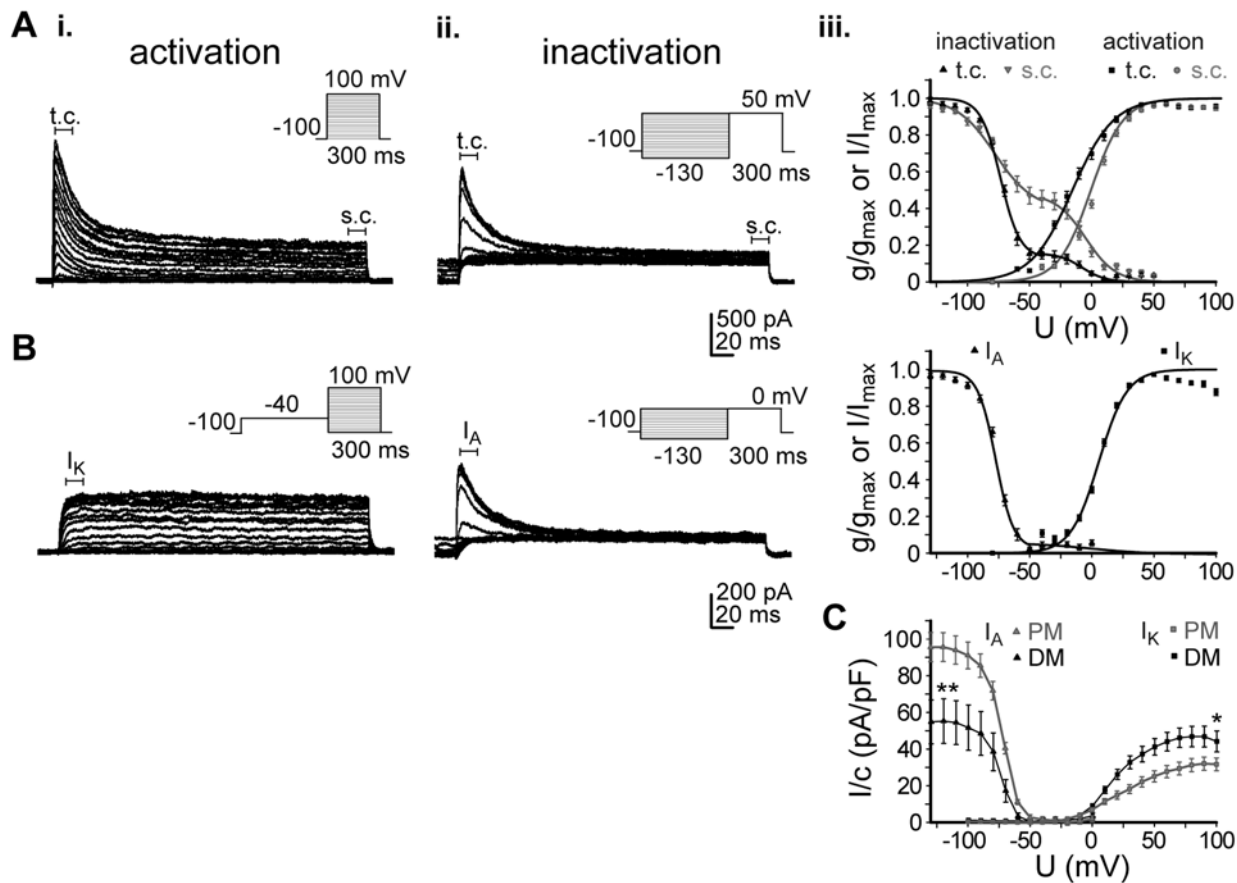 A i. ii. iii.
activation inactivation
inactivation activation
t.c. s.c. t.c. s.c.
100 mV
-100
300 ms
t.c.
s.c.
50 mV
-100
-130 300 ms
t.c.
s.c.
500 pA
20 ms
g/gmax or I/Imax
1.0
0.8
0.6
0.4
0.2
0
-100 -50 0 50 100
U (mV)
B
100 mV
-40
-100
300 ms
IK
0 mV
-100
-130 300 ms
IA
200 pA
20 ms
IA IK
g/gmax or I/Imax
1.0
0.8
0.6
0.4
0.2
0
-100 -50 0 50 100
U (mV)
C
IA PM IK PM
DM DM
I/c (pA/pF)
100
80
60
40
20
0
**
*
-100 -50 0 50 100
U (mV)